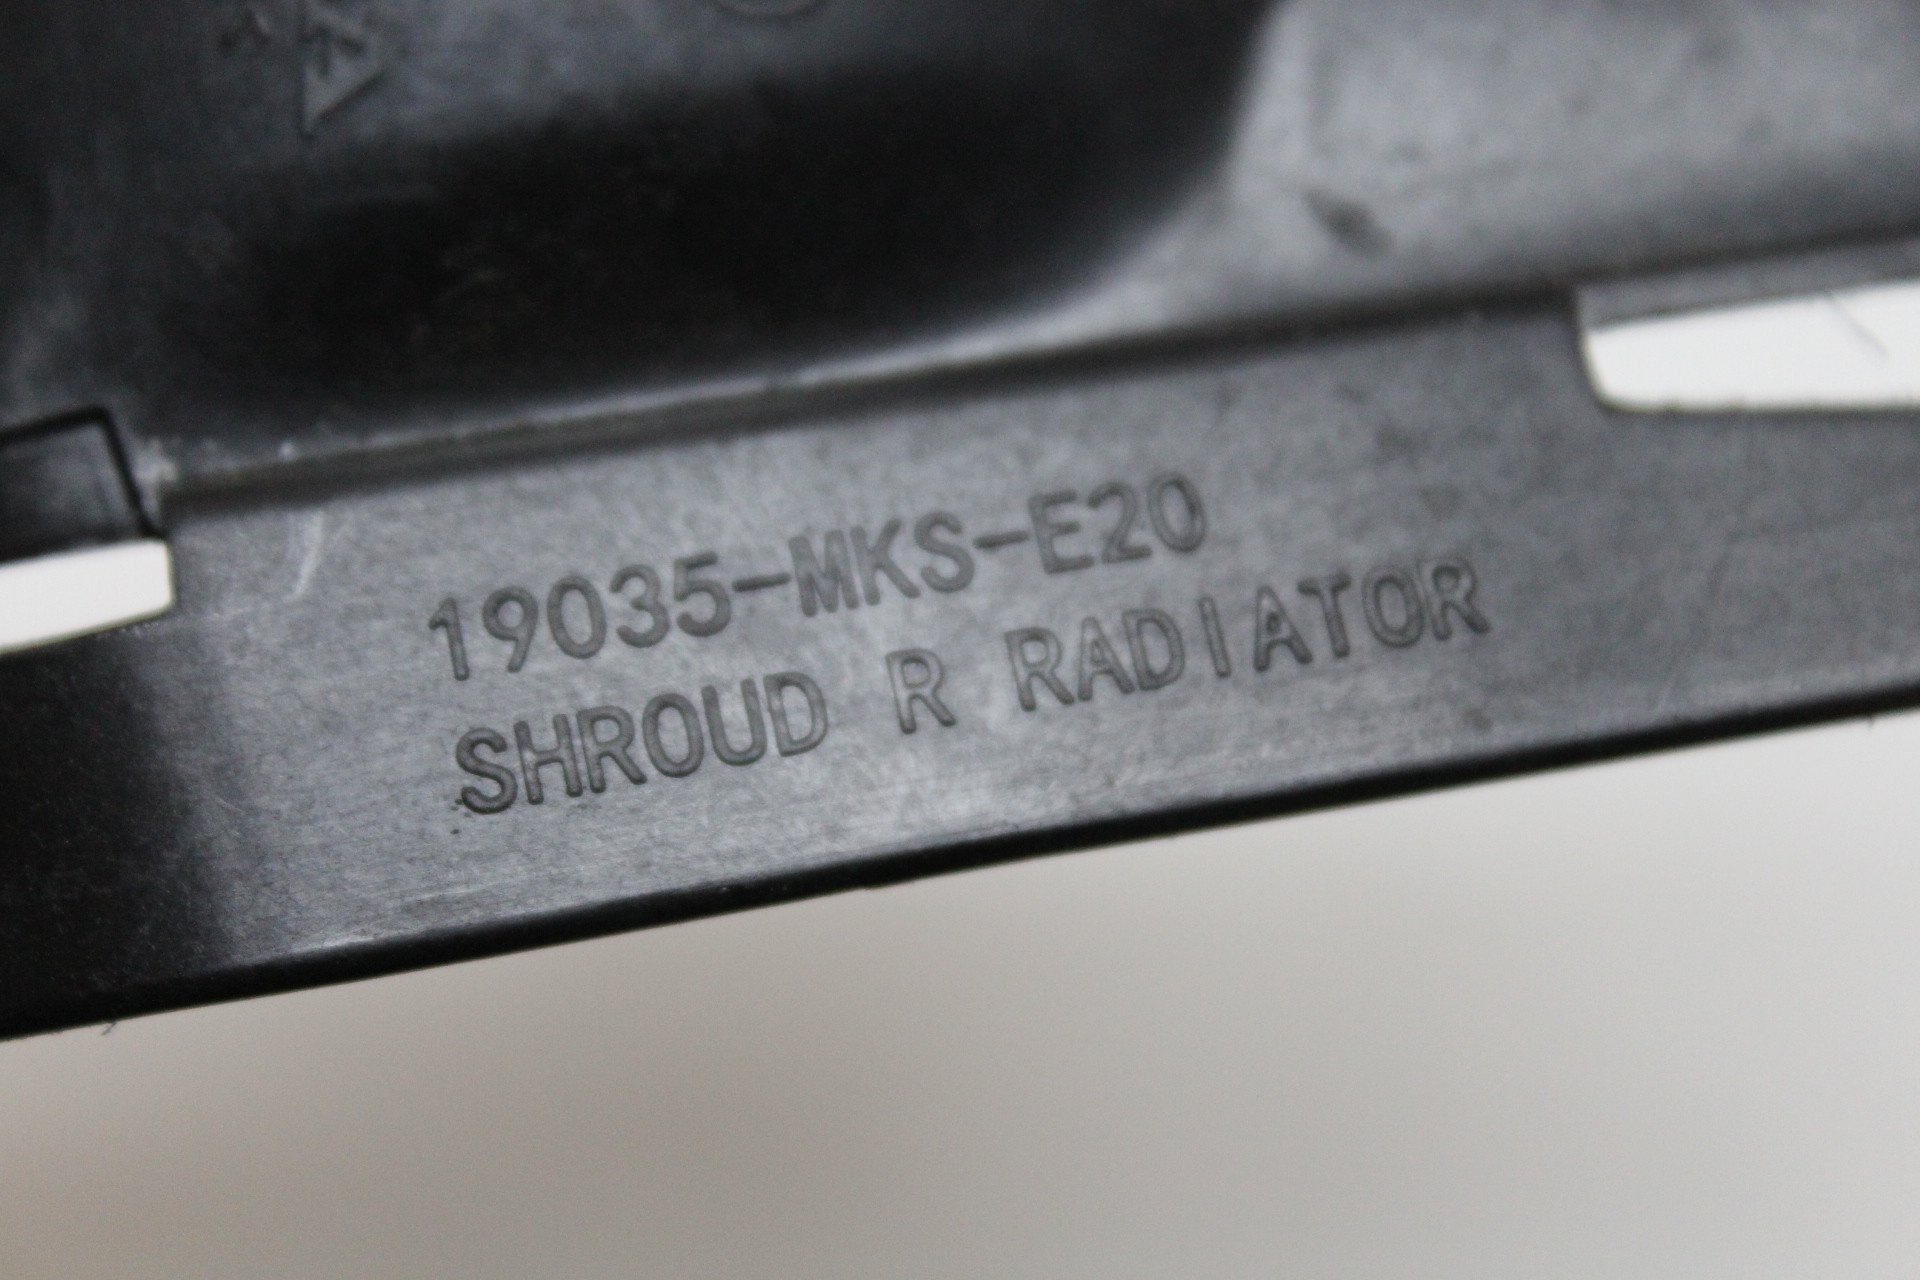 19035-MKS-E20
SHROUD R RADIATOR